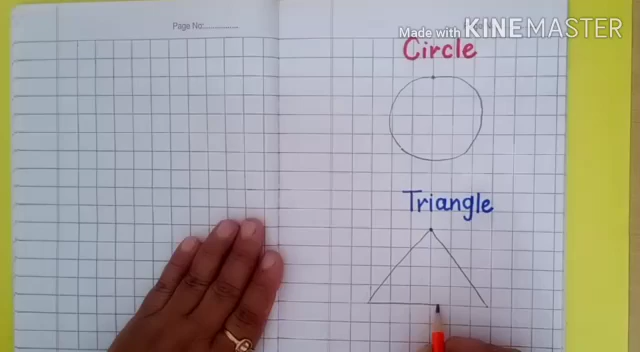 Page No:..............
Made with KINEMASTER
Circle
Triangle